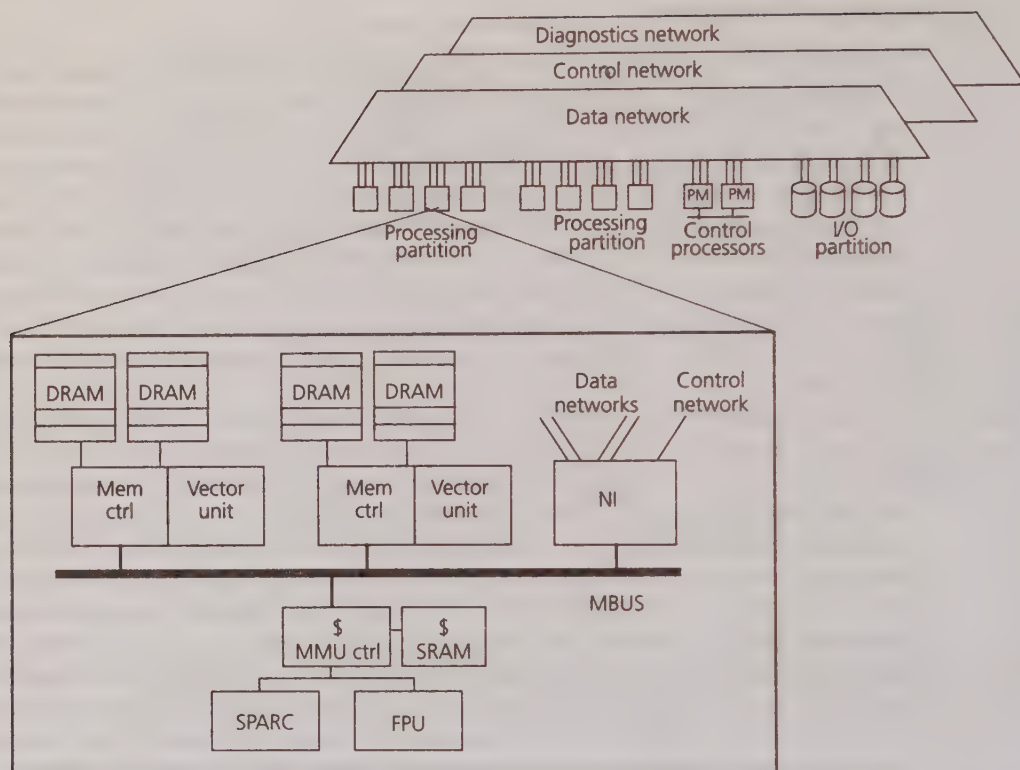 Diagnostics network
Control network
Data network
PM PM
Processing
partition
Processing
partition
Control
processors
I/O
partition
DRAM DRAM DRAM DRAM
Data
networks
Control
network
Mem
ctrl
Vector
unit
Mem
ctrl
Vector
unit
NI
MBUS
$
MMU ctrl
$
SRAM
SPARC FPU